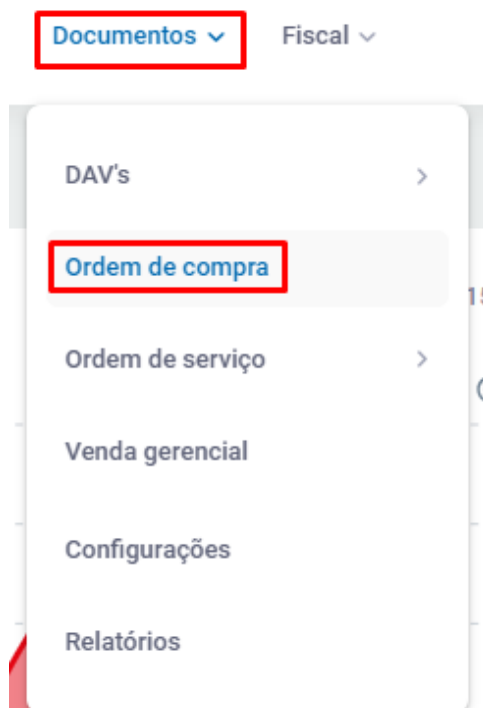 Documentos Fiscal
DAV's
Ordem de compra
Ordem de serviço
Venda gerencial
Configurações
Relatórios